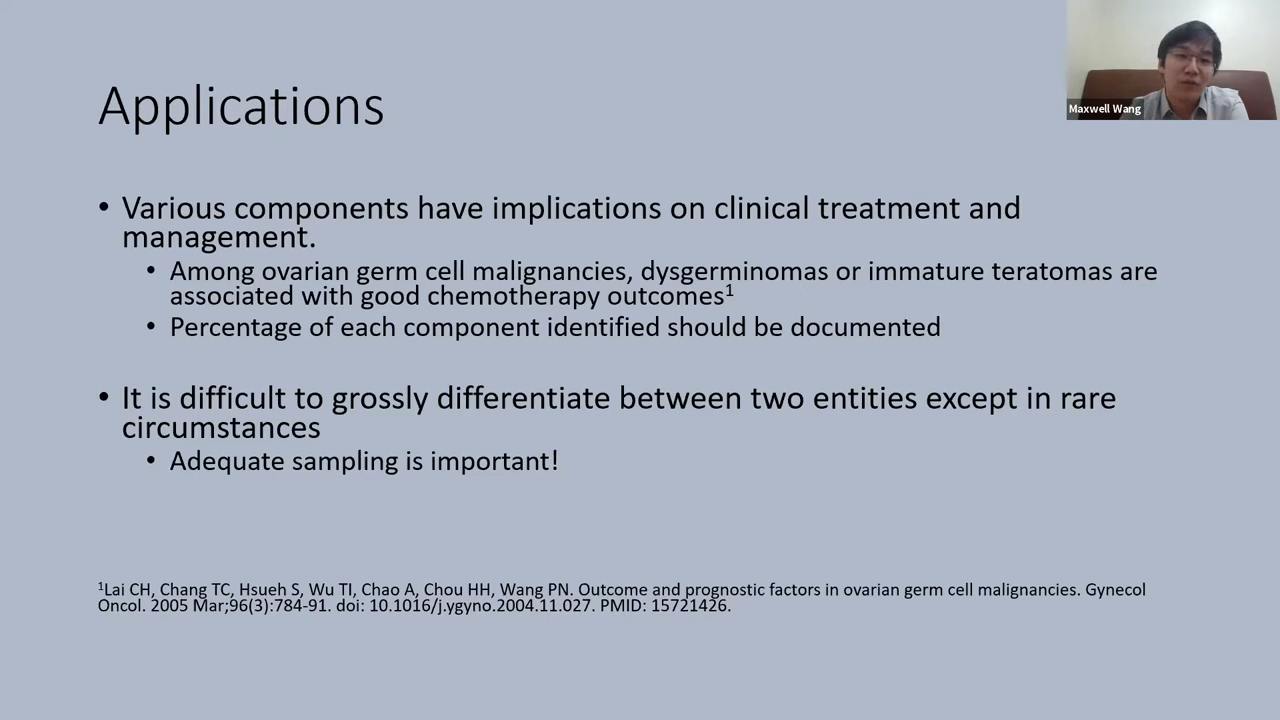 Applications
Maxwell Wang
• Various components have implications on clinical treatment and
management.
• Among ovarian germ cell malignancies, dysgerminomas or immature teratomas are
associated with good chemotherapy outcomes1
• Percentage of each component identified should be documented
• It is difficult to grossly differentiate between two entities except in rare
circumstances
• Adequate sampling is important!
1Lai CH, Chang TC, Hsueh S, Wu TI, Chao A, Chou HH, Wang PN. Outcome and prognostic factors in ovarian germ cell malignancies. Gynecol
Oncol. 2005 Mar;96(3):784-91. doi: 10.1016/j.ygyno.2004.11.027. PMID: 15721426.